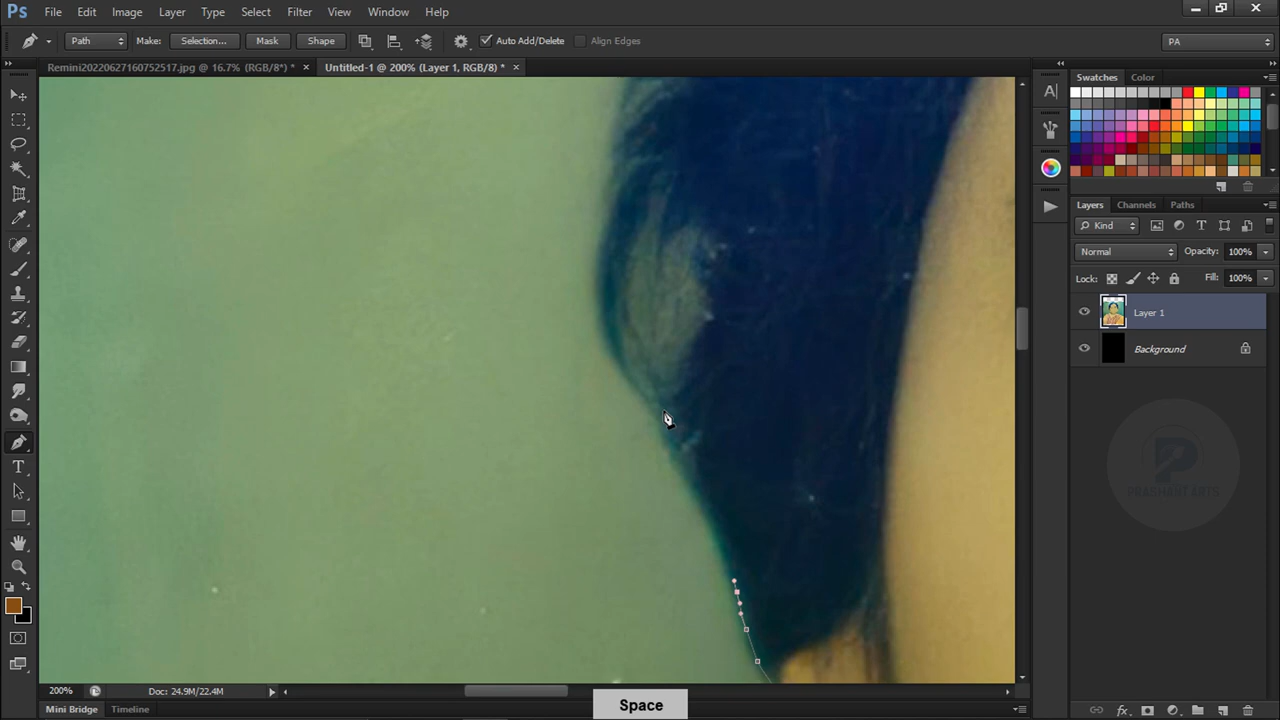 Ps File Edit Image Layer Type Select Filter View Window Help
Path Make: Selection... Mask Shape Auto Add/Delete Align Edges PA
Remini20220627160752517.jpg @ 16.7% (RGB/8*) * × Untitled-1 @ 200% (Layer 1, RGB/8) * ×
Swatches Color
Layers Channels Paths
Kind
Normal Opacity: 100%
Lock: Fill: 100%
Layer 1
Background
PRASHANT ARTS
200% Doc: 24.9M/22.4M
Space
Mini Bridge Timeline